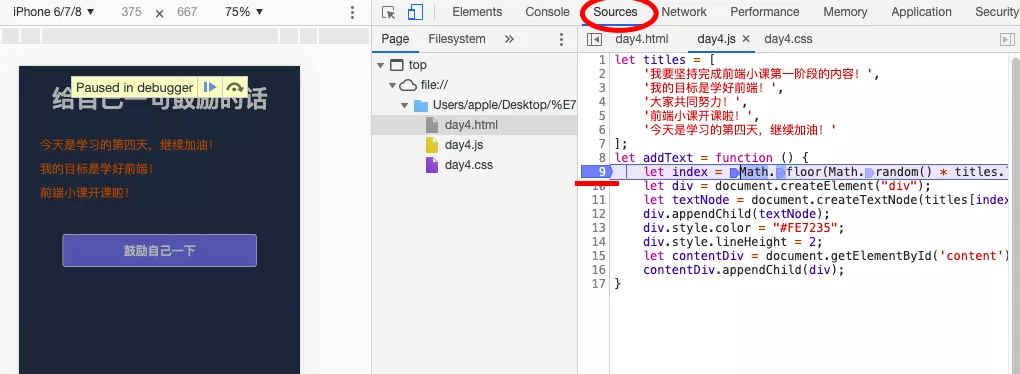 iPhone 6/7/8 ▼ 375 × 667 75% ▼
Elements Console Sources Network Performance Memory Application Security
Page Filesystem »
day4.html day4.js × day4.css
Paused in debugger
给自己一句鼓励的话
今天是学习的第四天，继续加油！
我的目标是学好前端！
前端小课开课啦！
鼓励自己一下
top
file://
Users/apple/Desktop/%E7
day4.html
day4.js
day4.css
1 let titles = [
2 '我要坚持完成前端小课第一阶段的内容！',
3 '我的目标是学好前端！',
4 '大家共同努力！',
5 '前端小课开课啦！',
6 '今天是学习的第四天，继续加油！'
7 ];
8 let addText = function () {
9 let index = Math.floor(Math.random() * titles.
10 let div = document.createElement("div");
11 let textNode = document.createTextNode(titles[index
12 div.appendChild(textNode);
13 div.style.color = "#FE7235";
14 div.style.lineHeight = 2;
15 let contentDiv = document.getElementById('content')
16 contentDiv.appendChild(div);
17 }